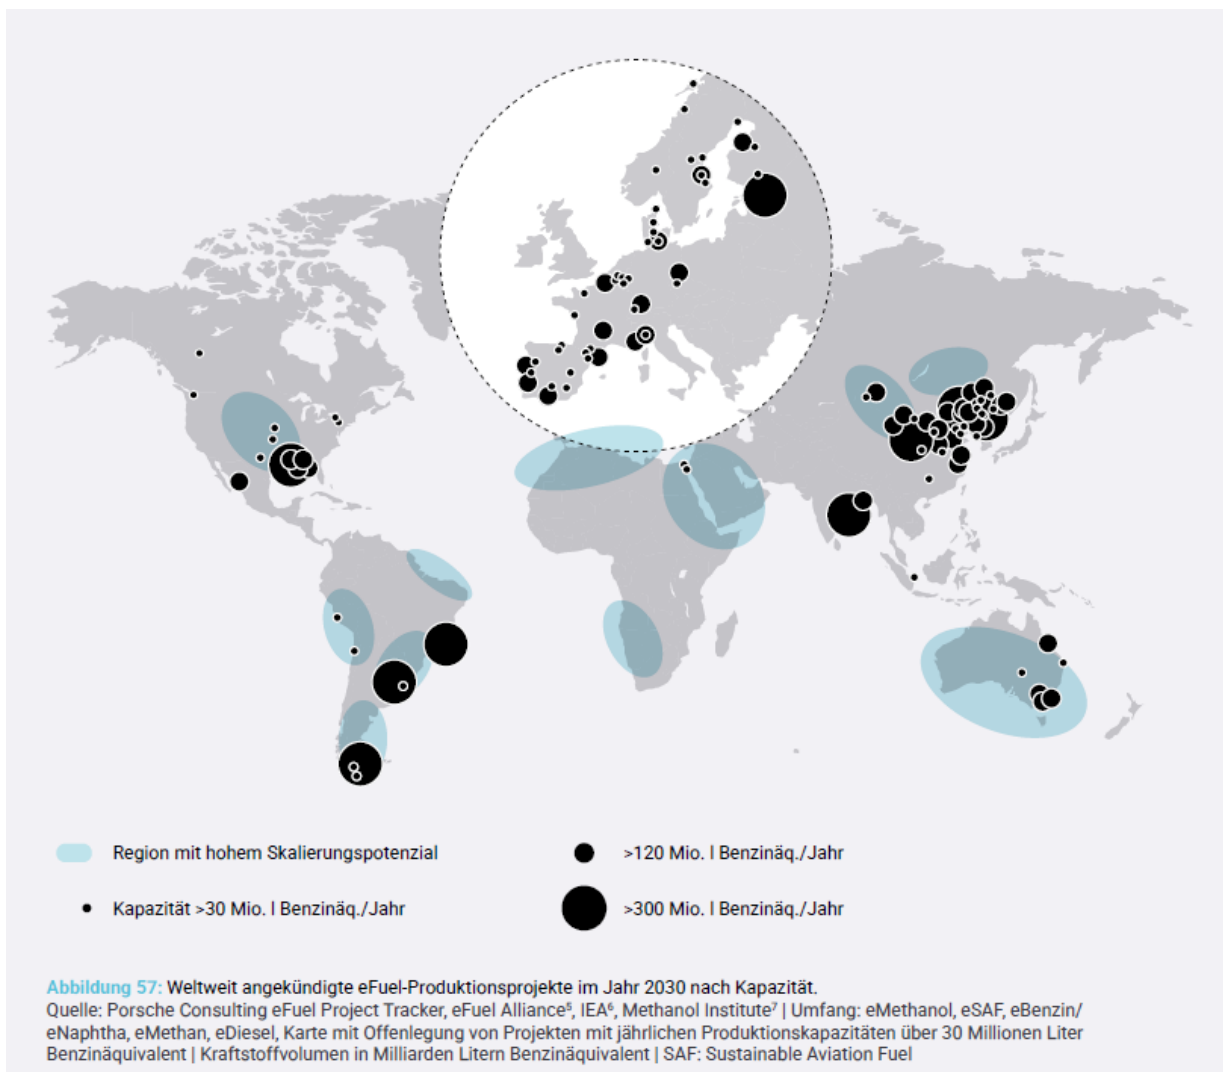 Region mit hohem Skalierungspotenzial
>120 Mio. l Benzinäq./Jahr
Kapazität >30 Mio. l Benzinäq./Jahr
>300 Mio. l Benzinäq./Jahr
Abbildung 57: Weltweit angekündigte eFuel-Produktionsprojekte im Jahr 2030 nach Kapazität.
Quelle: Porsche Consulting eFuel Project Tracker, eFuel Alliance⁵, IEA⁶, Methanol Institute⁷ | Umfang: eMethanol, eSAF, eBenzin/
eNaphtha, eMethan, eDiesel, Karte mit Offenlegung von Projekten mit jährlichen Produktionskapazitäten über 30 Millionen Liter
Benzinäquivalent | Kraftstoffvolumen in Milliarden Litern Benzinäquivalent | SAF: Sustainable Aviation Fuel